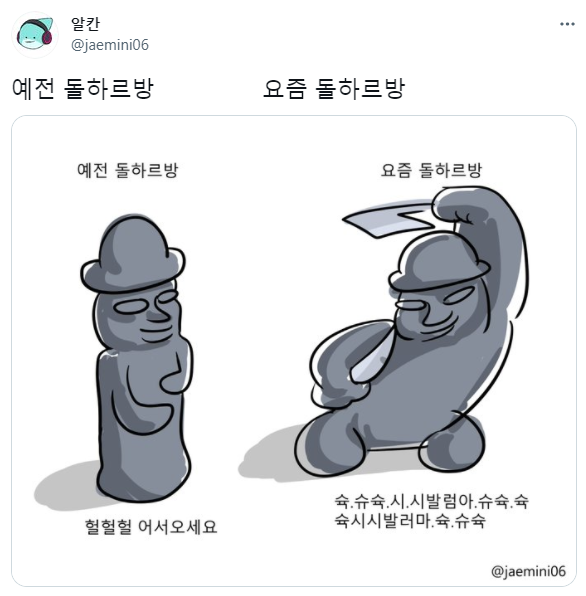 알칸
@jaemini06
예전 돌하르방 요즘 돌하르방
예전 돌하르방
요즘 돌하르방
헐헐헐 어서오세요
슉.슈슉.시.시발럼아.슈슉.슉
슉시시발러마.슉.슈슉
@jaemini06